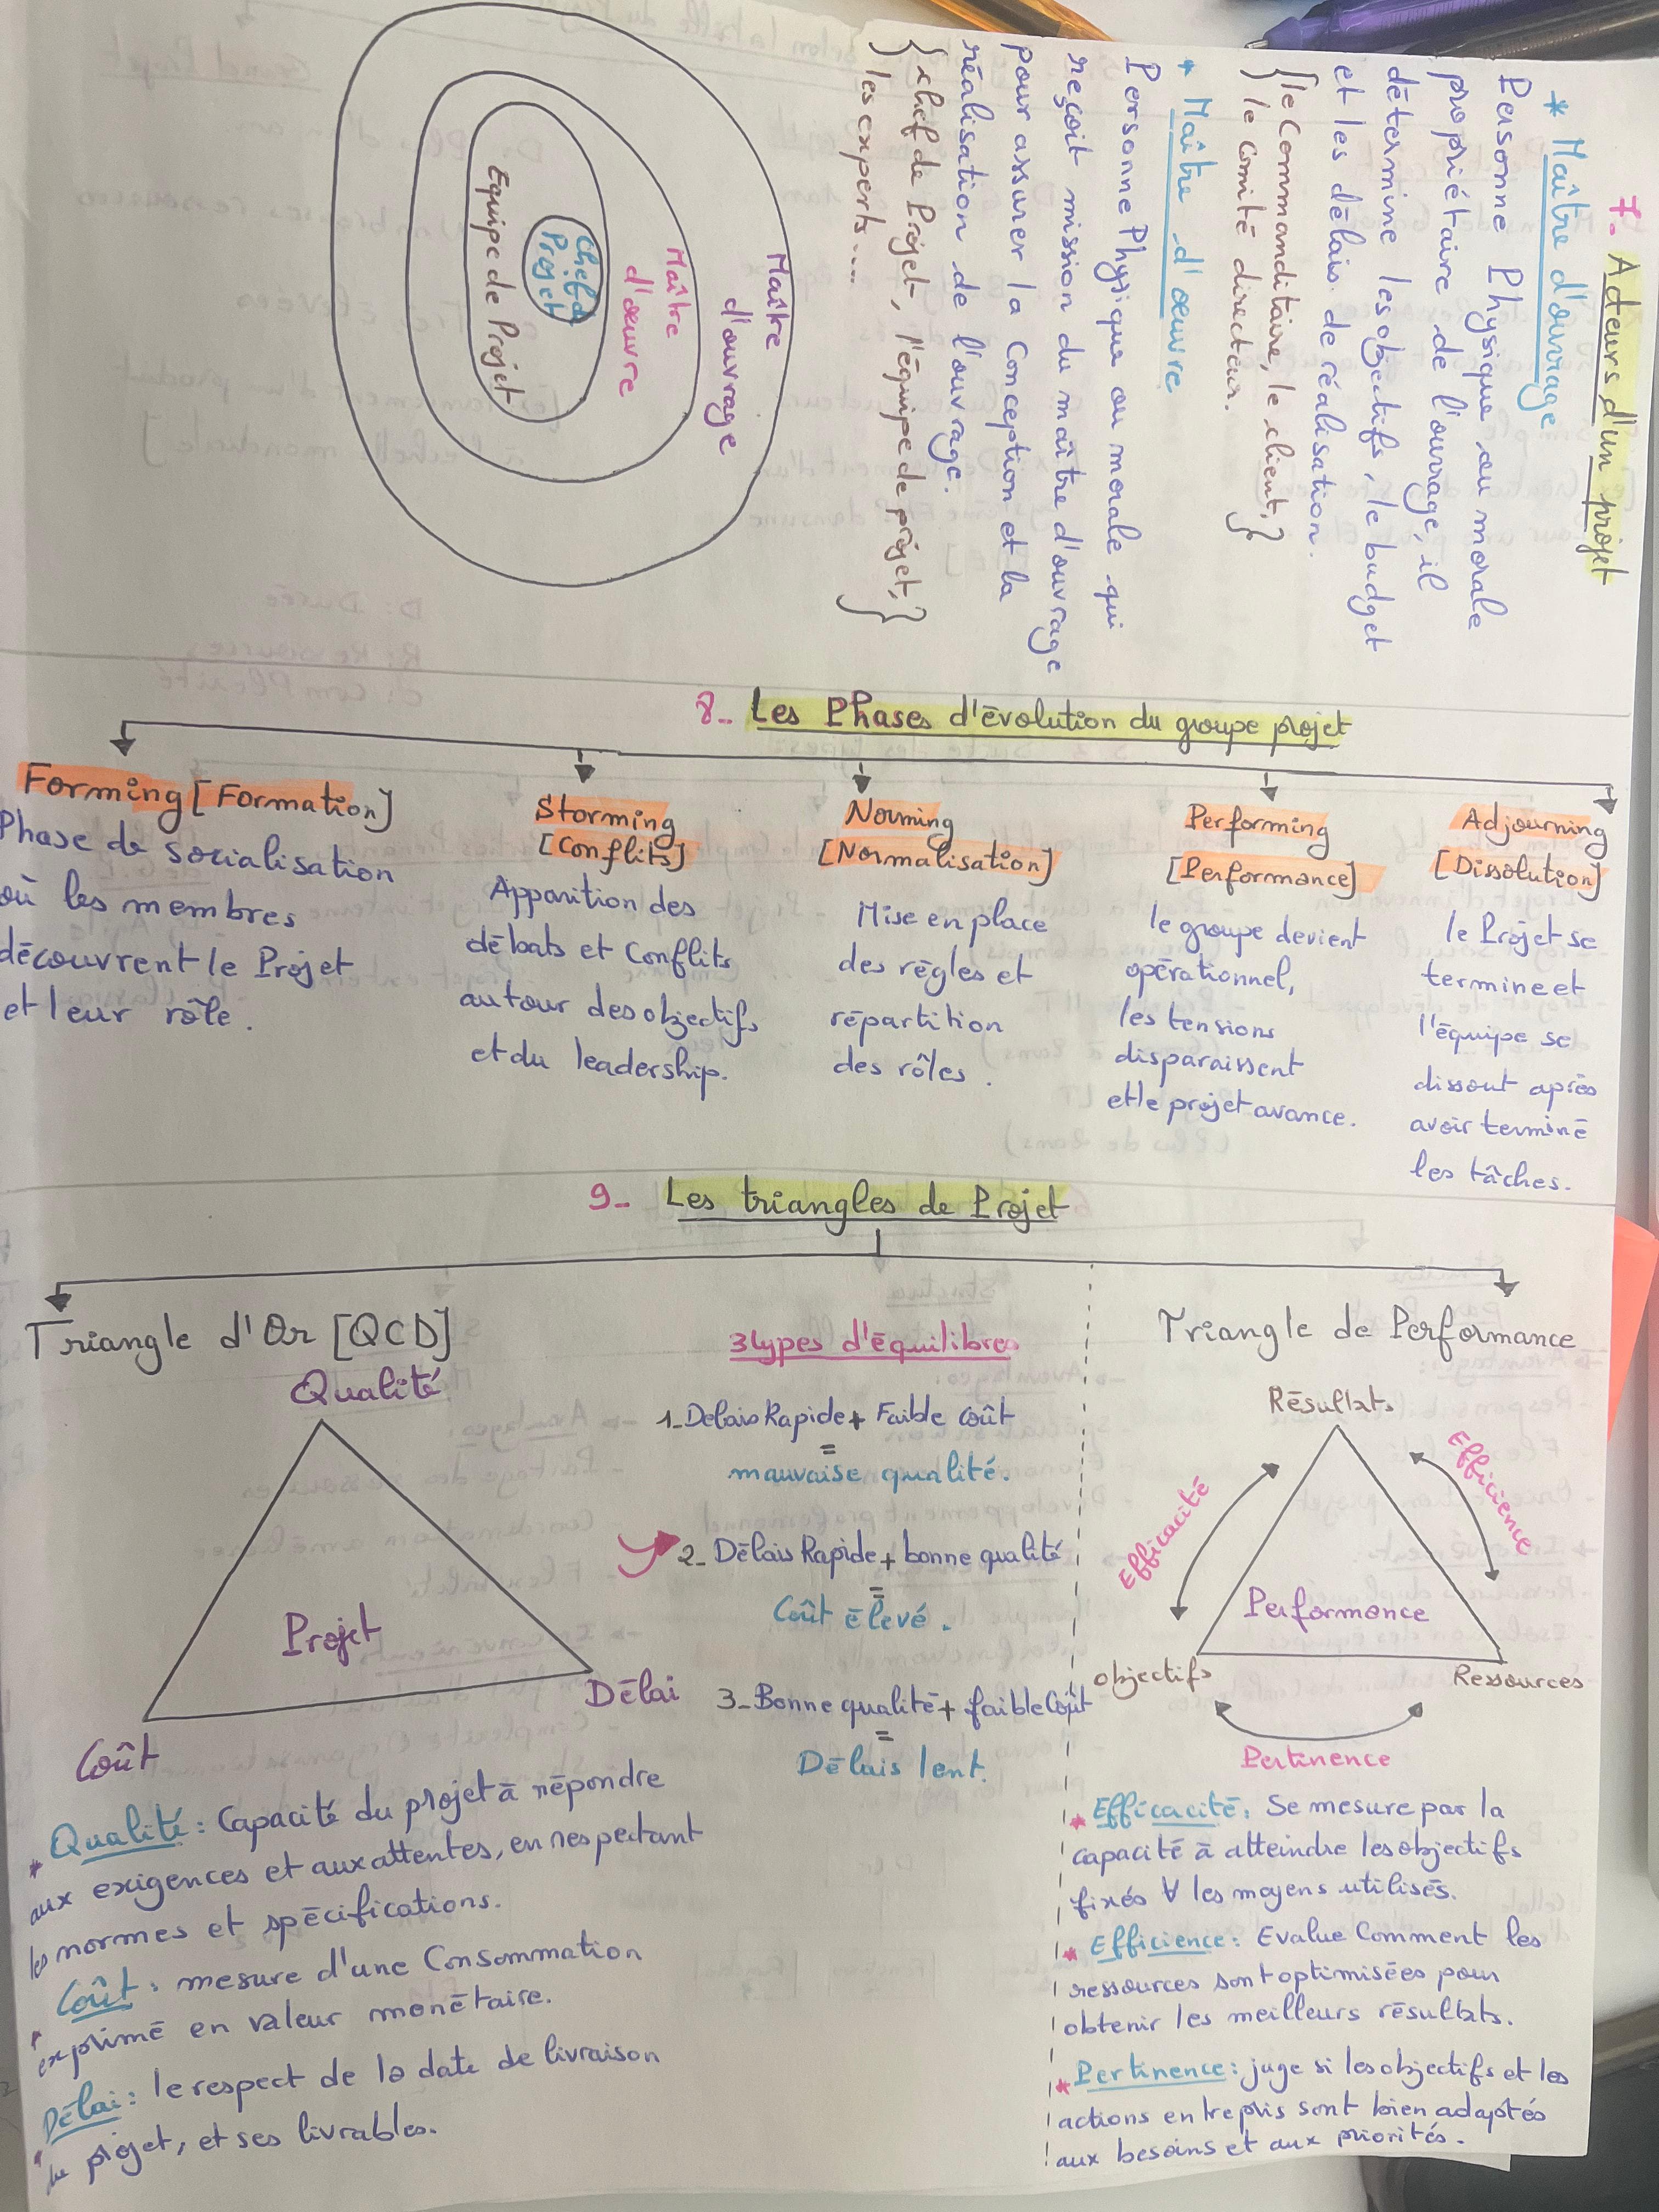 7- Acteurs d'un projet
* Maître d'ouvrage
Personne Physique ou morale
propriétaire de l'ouvrage, il
détermine les objectifs, le budget
et les délais de réalisation.
{ le Commanditaire, le client, }
{ le Comité directeur. }
* Maître d'œuvre
Personne Physique ou morale qui
reçoit mission du maître d'ouvrage
pour assurer la Conception et la
réalisation de l'ouvrage.
{ chef de Projet, l'équipe de projet, }
{ les experts.... }
Maître
d'ouvrage
Maître
d'œuvre
Chef de
Projet
Equipe de Projet
8- Les Phases d'évolution du groupe projet
Forming [Formation]
Phase de socialisation
où les membres
découvrent le Projet
et leur rôle.
Storming
[Conflits]
Apparition des
débats et Conflits
autour des objectifs
et du leadership.
Norming
[Normalisation]
Mise en place
des règles et
répartition
des rôles.
Performing
[Performance]
le groupe devient
opérationnel,
les tensions
disparaissent
et le projet avance.
Adjourning
[Dissolution]
le Projet se
termine et
l'équipe se
dissout après
avoir terminé
les tâches.
9- Les triangles de Projet
Triangle d'Or [QCD]
Qualité
Projet
Délai
Coût
* Qualité : Capacité du projet à répondre
aux exigences et aux attentes, en respectant
les normes et spécifications.
* Coût : mesure d'une Consommation
exprimé en valeur monétaire.
* Délai : le respect de la date de livraison
du projet, et ses livrables.
3 types d'équilibres
1- Delais Rapide + Faible Coût
=
mauvaise qualité.
2- Délais Rapide + bonne qualité
=
Coût élevé.
3- Bonne qualité + faible Coût
=
Délais lent.
Triangle de Performance
Résultats
Efficacité
Efficience
Performance
objectifs
Ressources
Pertinence
* Efficacité : Se mesure par la
capacité à atteindre les objectifs
fixés ∀ les moyens utilisés.
* Efficience : Evalue Comment les
ressources sont optimisées pour
obtenir les meilleurs résultats.
* Pertinence : juge si les objectifs et les
actions entrepris sont bien adaptés
aux besoins et aux priorités.